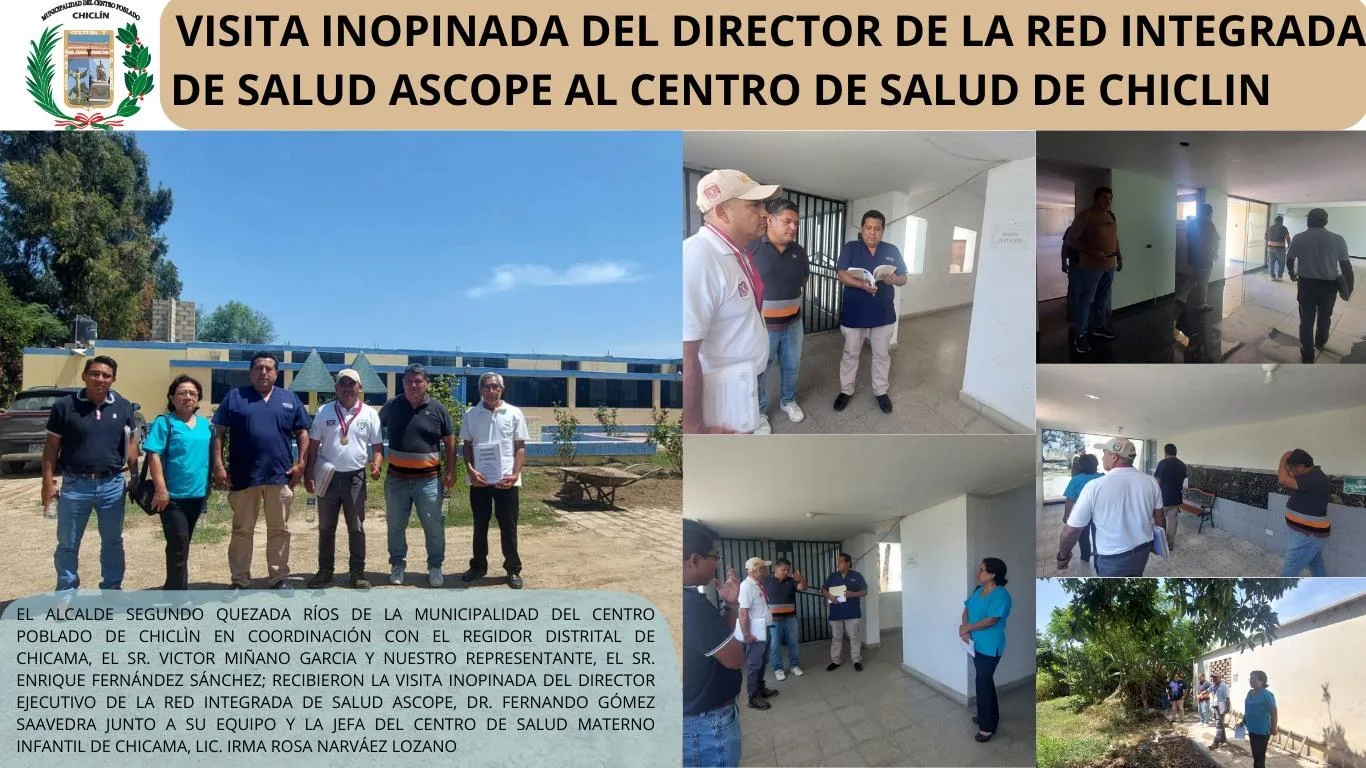 MUNICIPALIDAD DEL CENTRO POBLADO
CHICLÍN
VISITA INOPINADA DEL DIRECTOR DE LA RED INTEGRADA
DE SALUD ASCOPE AL CENTRO DE SALUD DE CHICLIN
EL ALCALDE SEGUNDO QUEZADA RÍOS DE LA MUNICIPALIDAD DEL CENTRO
POBLADO DE CHICLÌN EN COORDINACIÓN CON EL REGIDOR DISTRITAL DE
CHICAMA, EL SR. VICTOR MIÑANO GARCIA Y NUESTRO REPRESENTANTE, EL SR.
ENRIQUE FERNÁNDEZ SÁNCHEZ; RECIBIERON LA VISITA INOPINADA DEL DIRECTOR
EJECUTIVO DE LA RED INTEGRADA DE SALUD ASCOPE, DR. FERNANDO GÓMEZ
SAAVEDRA JUNTO A SU EQUIPO Y LA JEFA DEL CENTRO DE SALUD MATERNO
INFANTIL DE CHICAMA, LIC. IRMA ROSA NARVÁEZ LOZANO